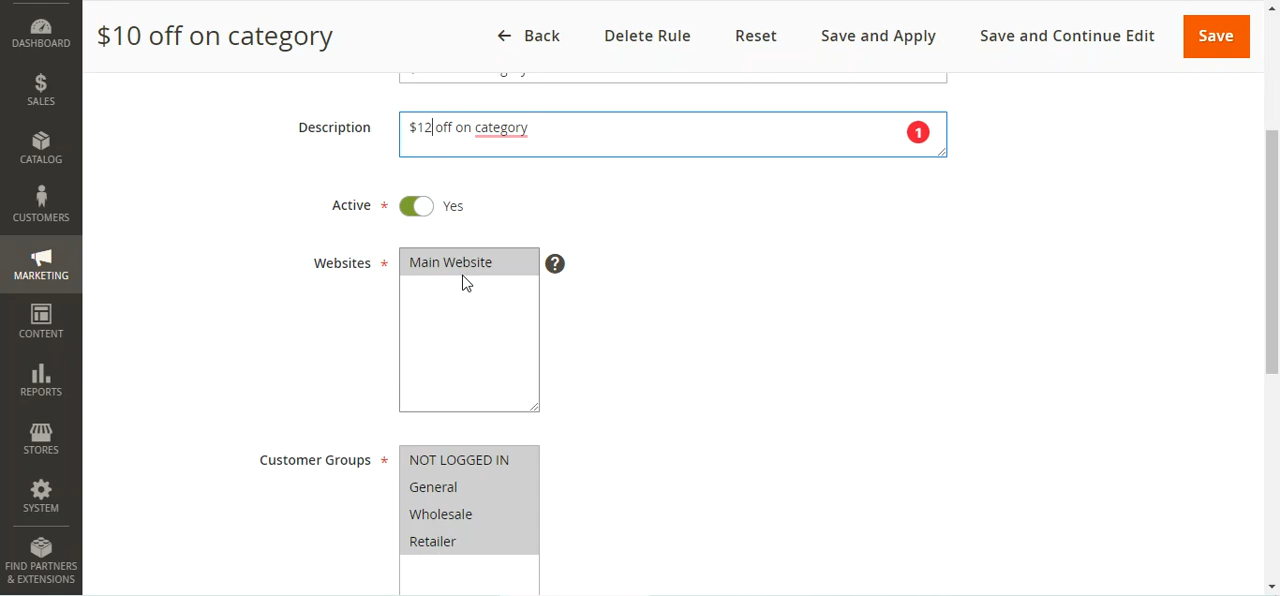 $10 off on category
Back
Delete Rule
Reset
Save and Apply
Save and Continue Edit
Save
DASHBOARD
$
SALES
CATALOG
CUSTOMERS
MARKETING
CONTENT
REPORTS
STORES
SYSTEM
FIND PARTNERS
& EXTENSIONS
Description
$12 off on category
1
Active *
Yes
Websites *
Main Website
?
Customer Groups *
NOT LOGGED IN
General
Wholesale
Retailer